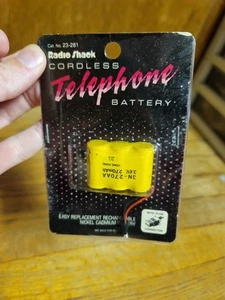 Cat. No. 23-281
Radio Shack
CORDLESS
Telephone
BATTERY
3N-270AA
3.6V 270mAh
EASY REPLACEMENT RECHARGEABLE
NICKEL CADMIUM